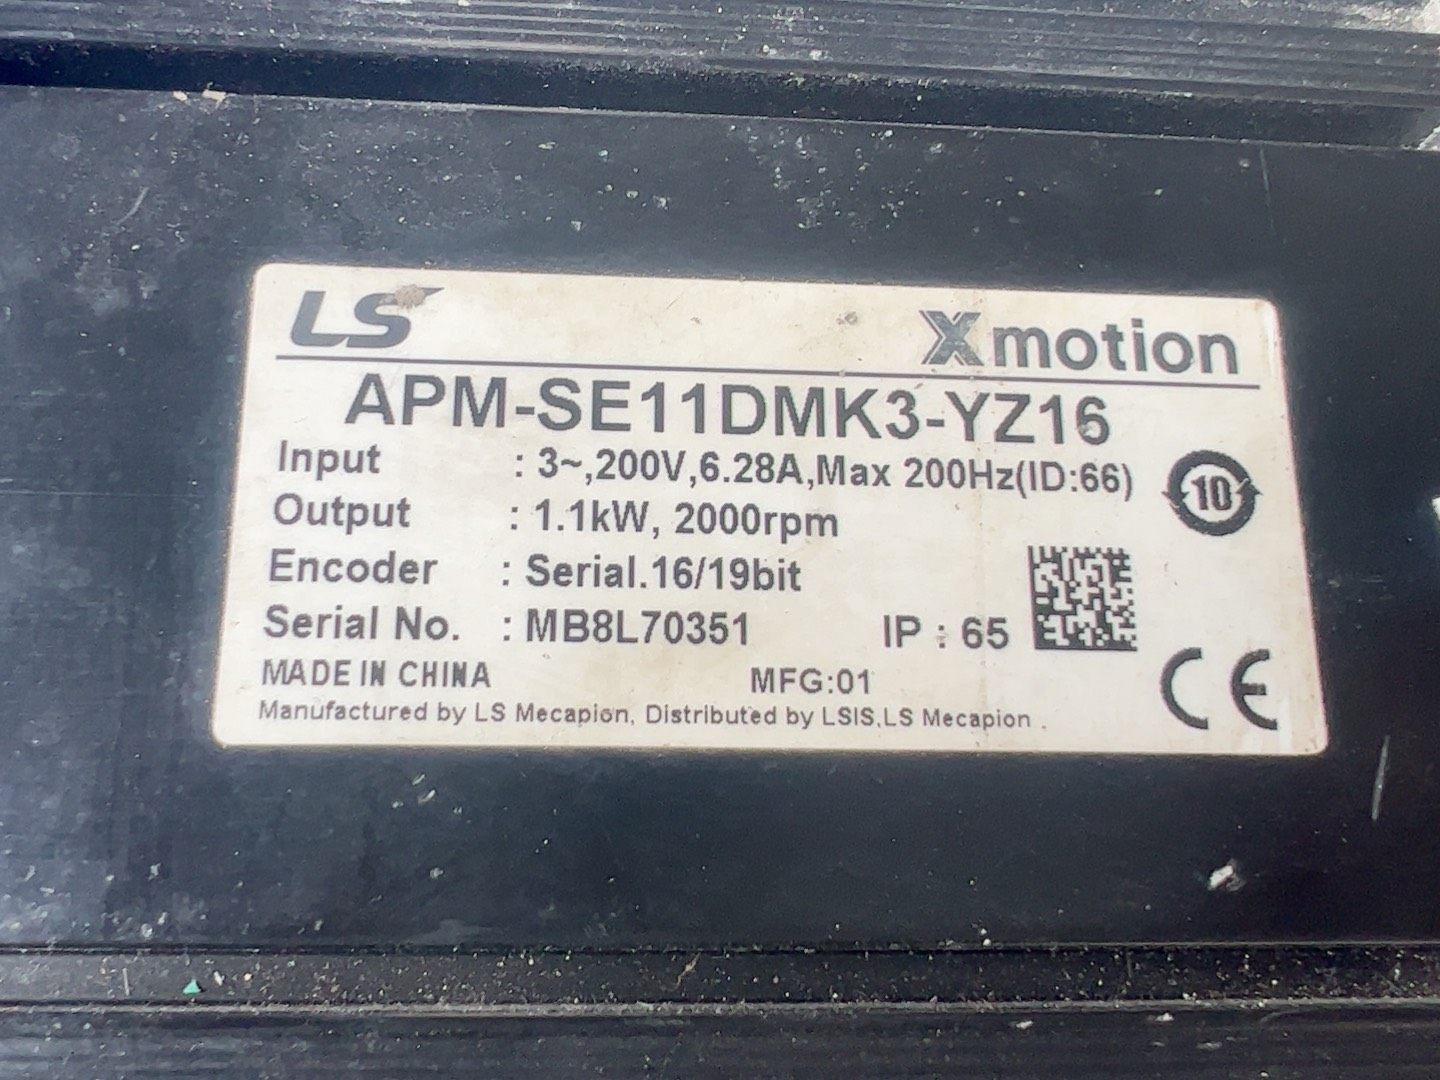 LS Xmotion
APM-SE11DMK3-YZ16
Input : 3~,200V,6.28A,Max 200Hz(ID:66)
10
Output : 1.1kW, 2000rpm
Encoder : Serial.16/19bit
Serial No. : MB8L70351 IP : 65
MADE IN CHINA MFG:01
CE
Manufactured by LS Mecapion, Distributed by LSIS,LS Mecapion .